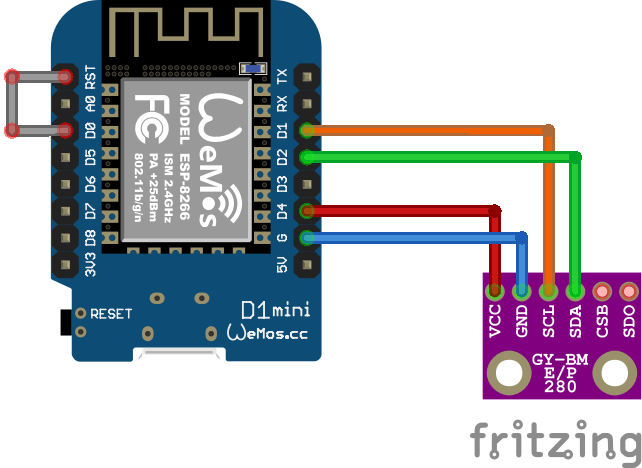 RST
A0
D0
D5
D6
D7
D8
3V3
TX
RX
D1
D2
D3
D4
G
5V
WeMos
MODEL ESP-8266
ISM 2.4GHz
PA +25dBm
802.11b/g/n
FC
RESET
D1mini
WeMos.cc
VCC
GND
SCL
SDA
CSB
SDO
GY-BM
E/P
280
fritzing